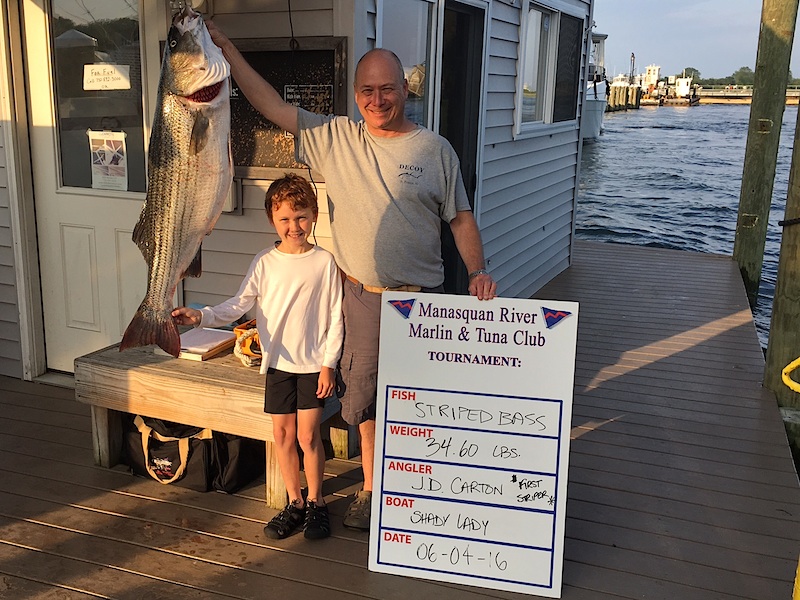 DECOY
Manasquan River
Marlin & Tuna Club
TOURNAMENT:
FISH STRIPED BASS
WEIGHT 34.60 LBS.
ANGLER J.D. CARTON *FIRST STRIPER*
BOAT SHADY LADY
DATE 06-04-16